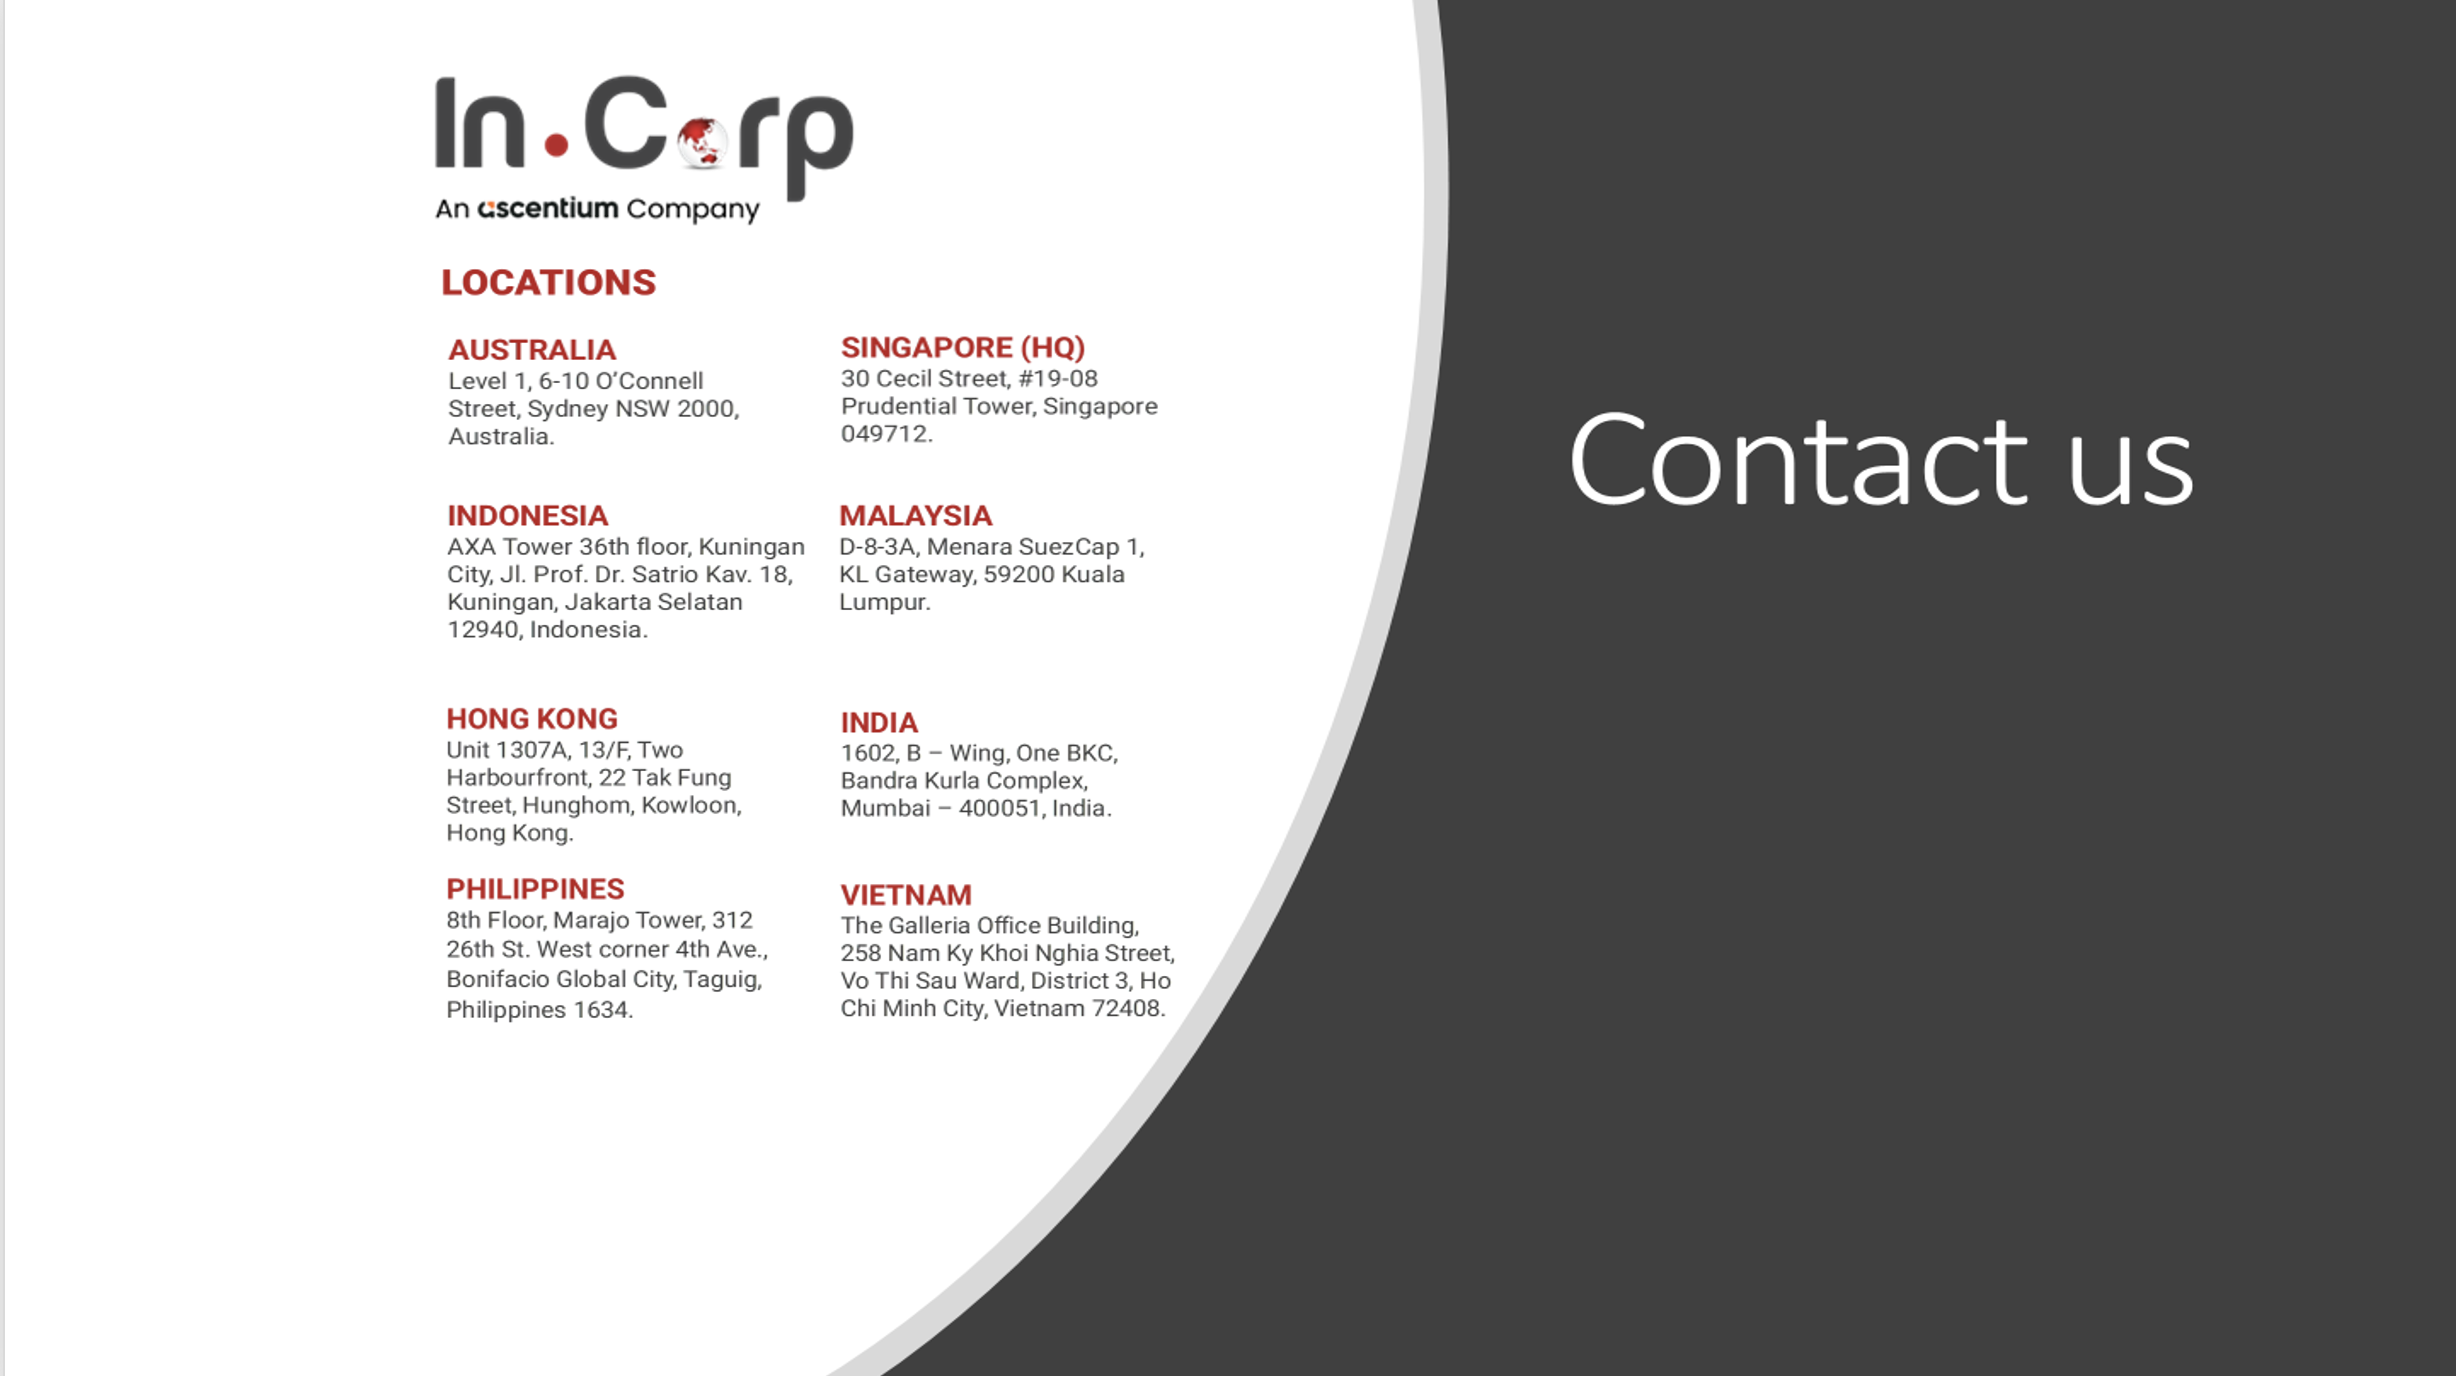 In.Corp
An ascentium Company
LOCATIONS
AUSTRALIA
Level 1, 6-10 O’Connell
Street, Sydney NSW 2000,
Australia.
SINGAPORE (HQ)
30 Cecil Street, #19-08
Prudential Tower, Singapore
049712.
INDONESIA
AXA Tower 36th floor, Kuningan
City, Jl. Prof. Dr. Satrio Kav. 18,
Kuningan, Jakarta Selatan
12940, Indonesia.
MALAYSIA
D-8-3A, Menara SuezCap 1,
KL Gateway, 59200 Kuala
Lumpur.
HONG KONG
Unit 1307A, 13/F, Two
Harbourfront, 22 Tak Fung
Street, Hunghom, Kowloon,
Hong Kong.
INDIA
1602, B – Wing, One BKC,
Bandra Kurla Complex,
Mumbai – 400051, India.
PHILIPPINES
8th Floor, Marajo Tower, 312
26th St. West corner 4th Ave.,
Bonifacio Global City, Taguig,
Philippines 1634.
VIETNAM
The Galleria Office Building,
258 Nam Ky Khoi Nghia Street,
Vo Thi Sau Ward, District 3, Ho
Chi Minh City, Vietnam 72408.
Contact us